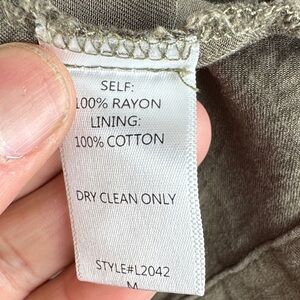 SELF:
100% RAYON
LINING:
100% COTTON
DRY CLEAN ONLY
STYLE#L2042
M